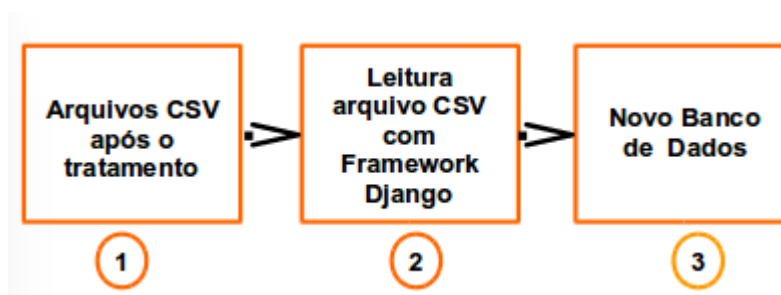 Arquivos CSV
após o
tratamento
Leitura
arquivo CSV
com
Framework
Django
Novo Banco
de Dados
1
2
3